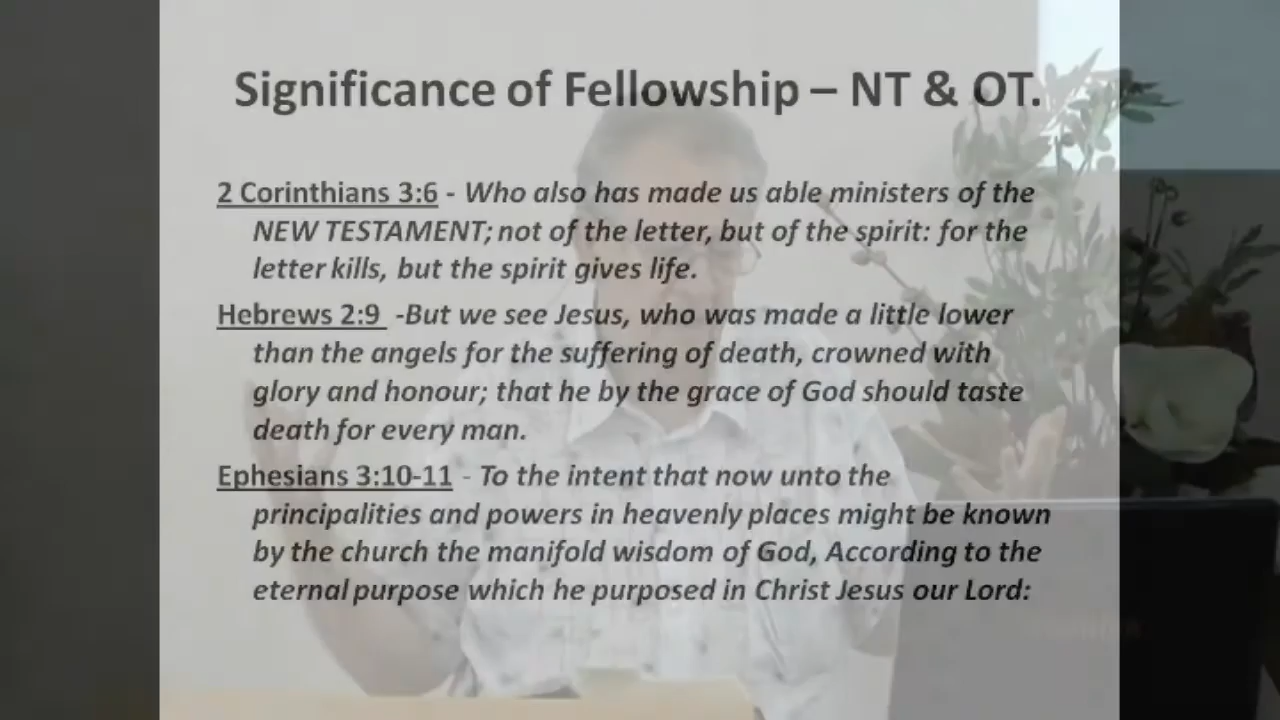 Significance of Fellowship – NT & OT.
2 Corinthians 3:6 - Who also has made us able ministers of the
NEW TESTAMENT; not of the letter, but of the spirit: for the
letter kills, but the spirit gives life.
Hebrews 2:9 -But we see Jesus, who was made a little lower
than the angels for the suffering of death, crowned with
glory and honour; that he by the grace of God should taste
death for every man.
Ephesians 3:10-11 - To the intent that now unto the
principalities and powers in heavenly places might be known
by the church the manifold wisdom of God, According to the
eternal purpose which he purposed in Christ Jesus our Lord: